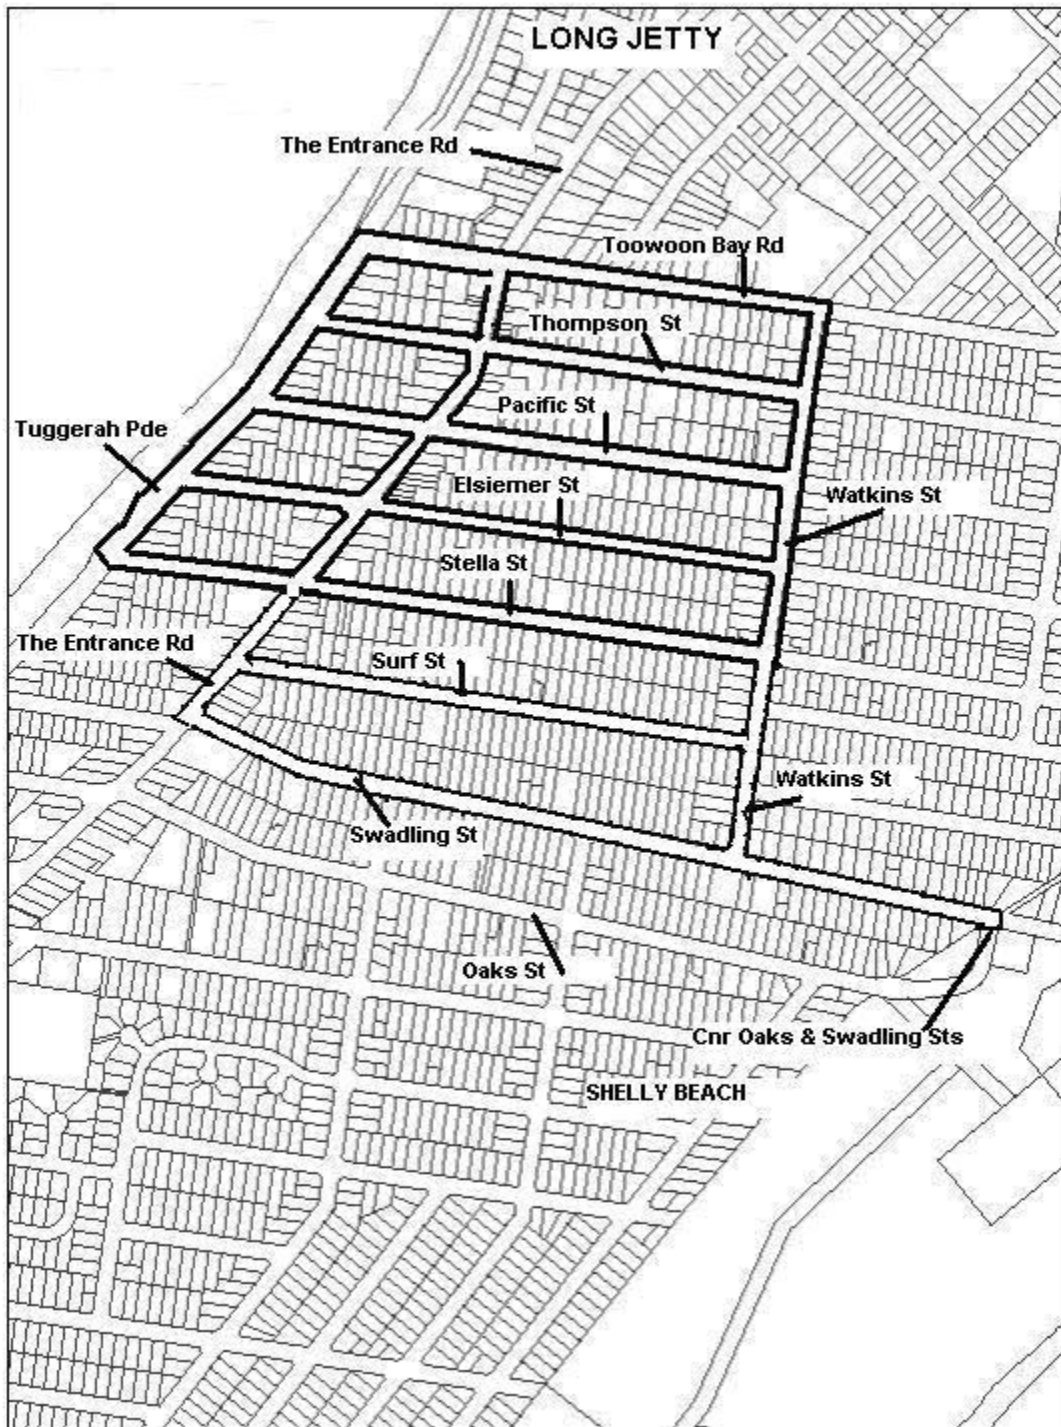 LONG JETTY
The Entrance Rd
Toowoon Bay Rd
Thompson St
Pacific St
Tuggerah Pde
Elsiemer St
Watkins St
Stella St
The Entrance Rd
Surf St
Watkins St
Swadling St
Oaks St
Cnr Oaks & Swadling Sts
SHELLY BEACH